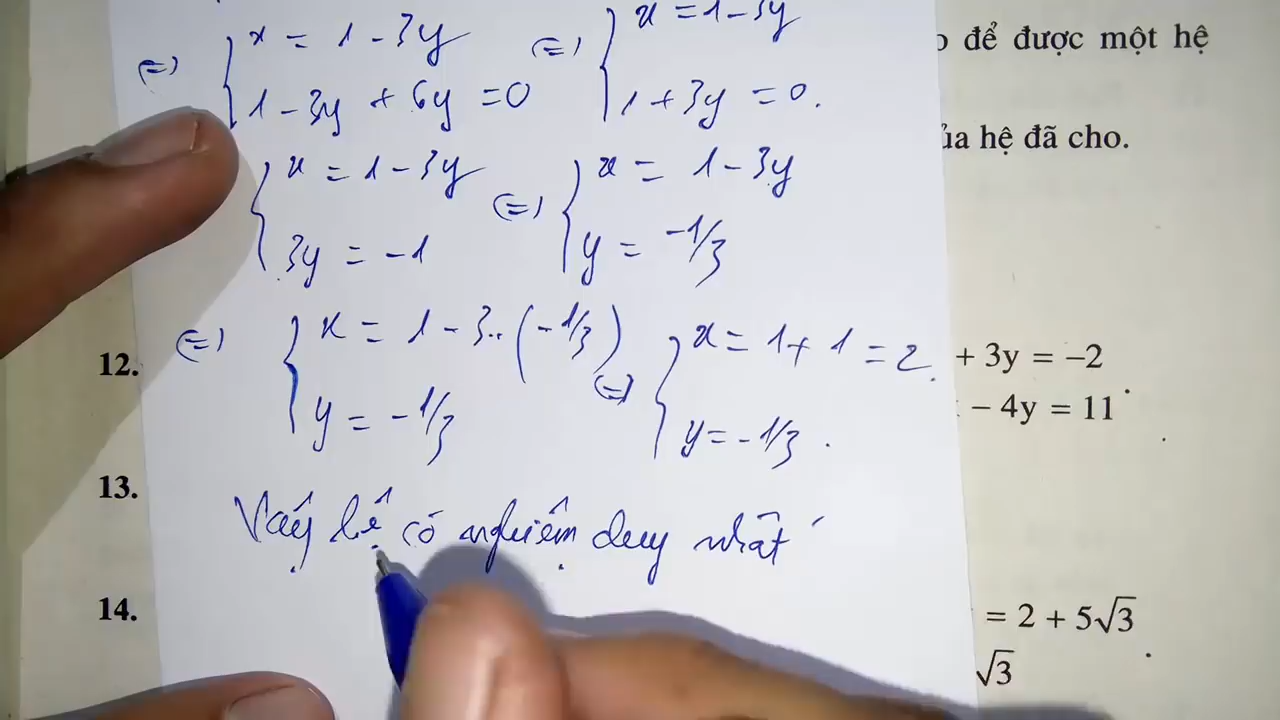 (=) { x = 1 - 3y (=) { x = 1 - 3y
1 - 3y + 6y = 0 1 + 3y = 0.
{ x = 1 - 3y (=) { x = 1 - 3y
3y = -1 y = -1/3
(=) { x = 1 - 3.(-1/3) (=) { x = 1 + 1 = 2.
y = -1/3 y = -1/3.
Vậy hệ có nghiệm duy nhất
để được một hệ
của hệ đã cho.
12. + 3y = −2
− 4y = 11
13.
14. = 2 + 5√3
√3